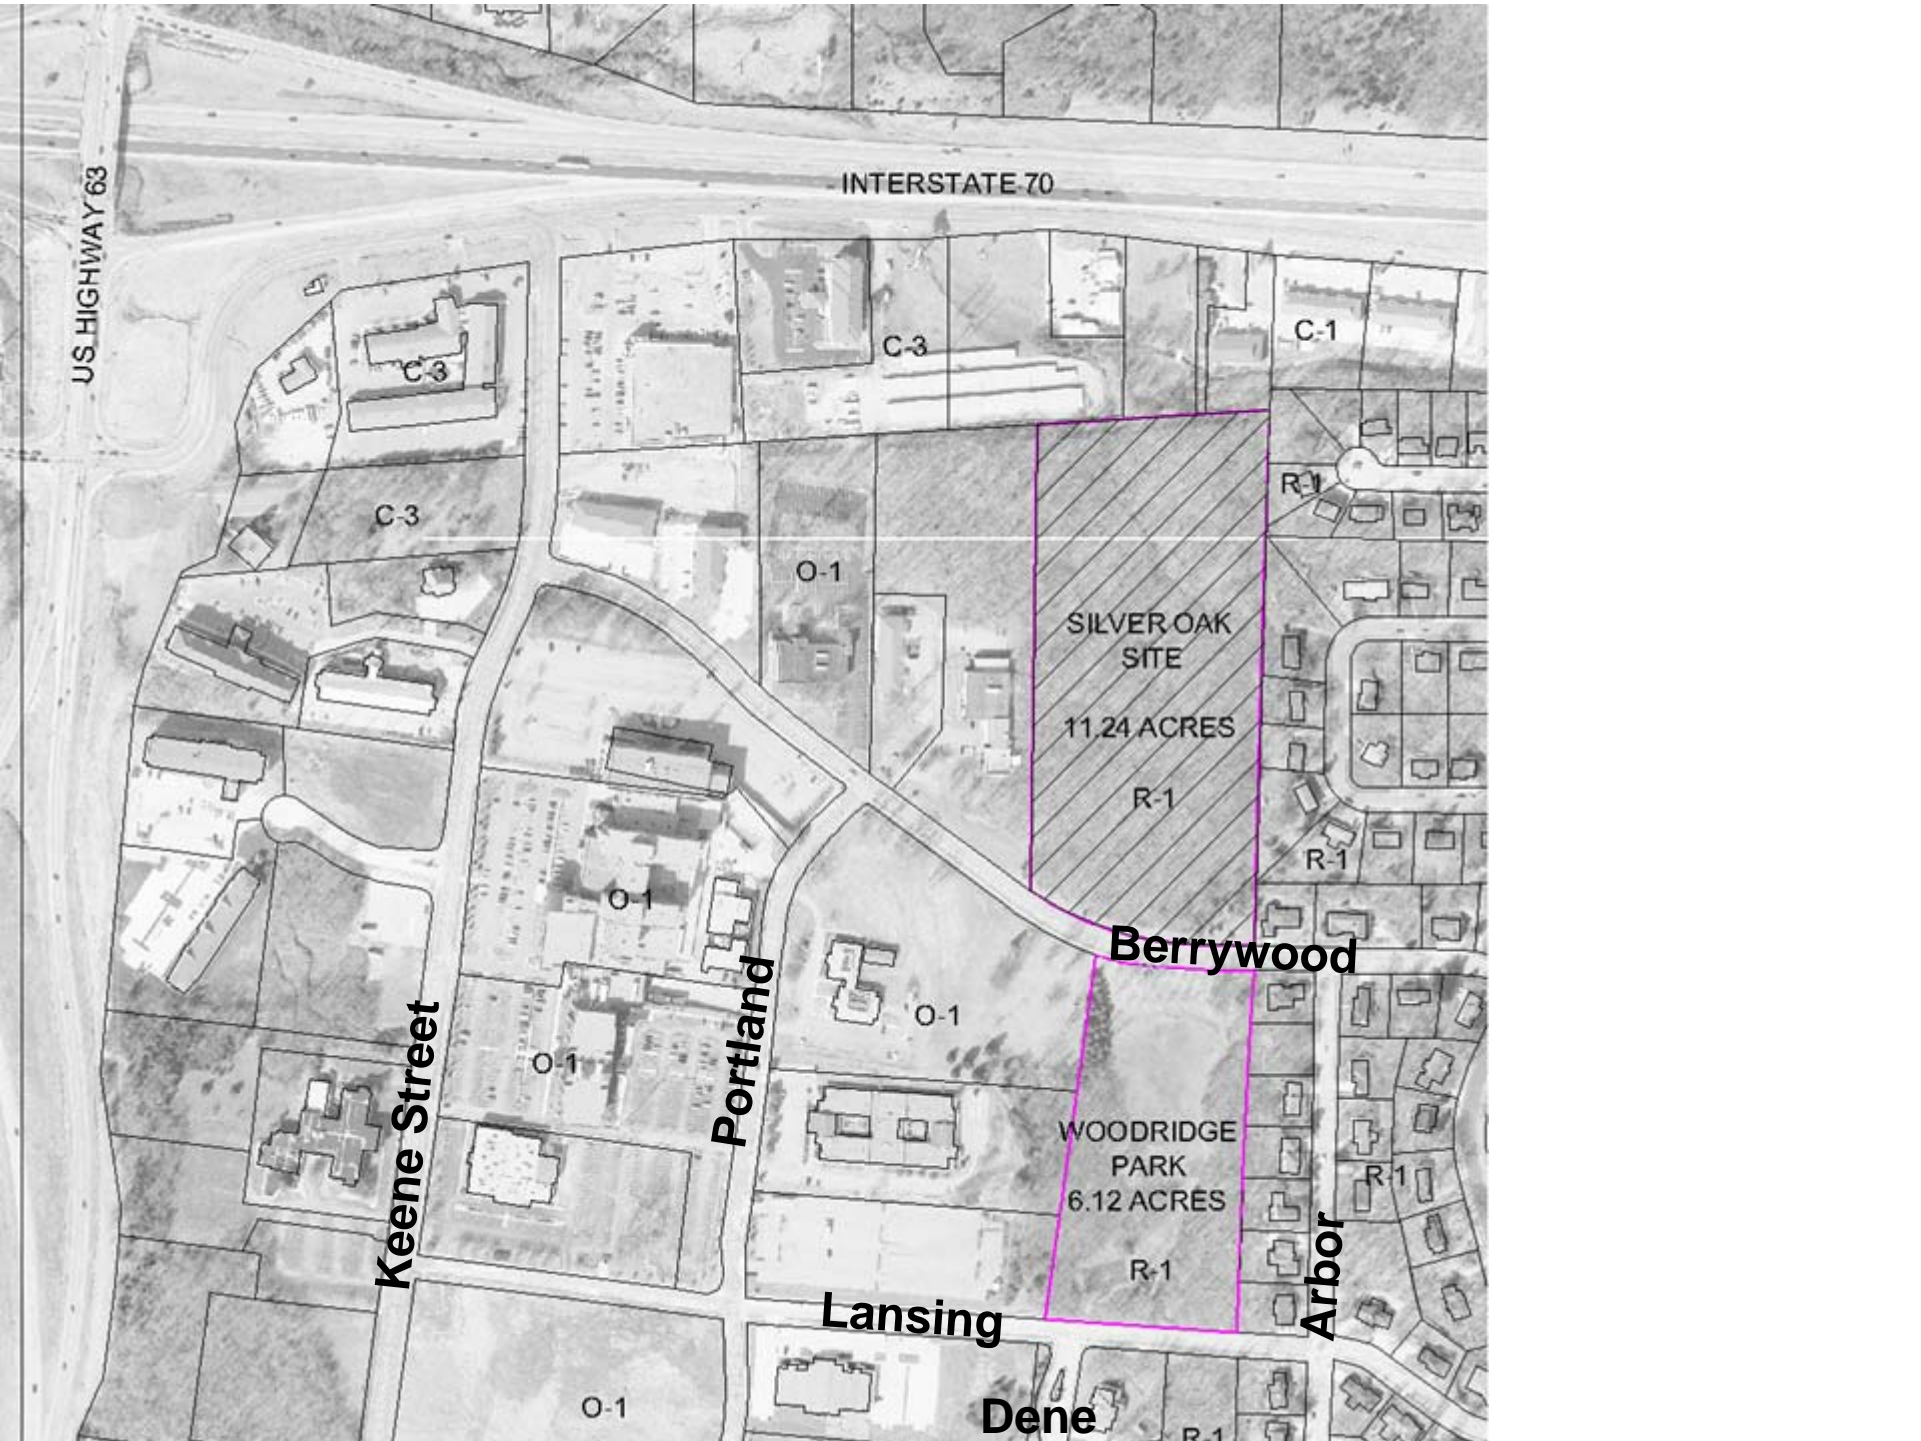 INTERSTATE 70
US HIGHWAY 63
C-1
C-3
C-3
R-1
C-3
O-1
SILVER OAK
SITE
11.24 ACRES
R-1
R-1
O-1
Berrywood
O-1
Portland
Keene Street
O-1
WOODRIDGE
PARK
6.12 ACRES
R-1
R-1
Arbor
Lansing
O-1
Dene
R-1